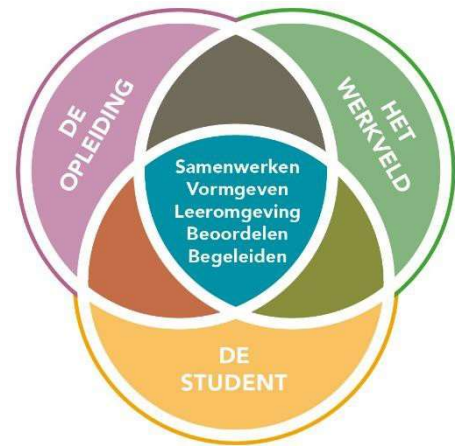 DE
OPLEIDING
HET
WERKVELD
Samenwerken
Vormgeven
Leeromgeving
Beoordelen
Begeleiden
DE
STUDENT